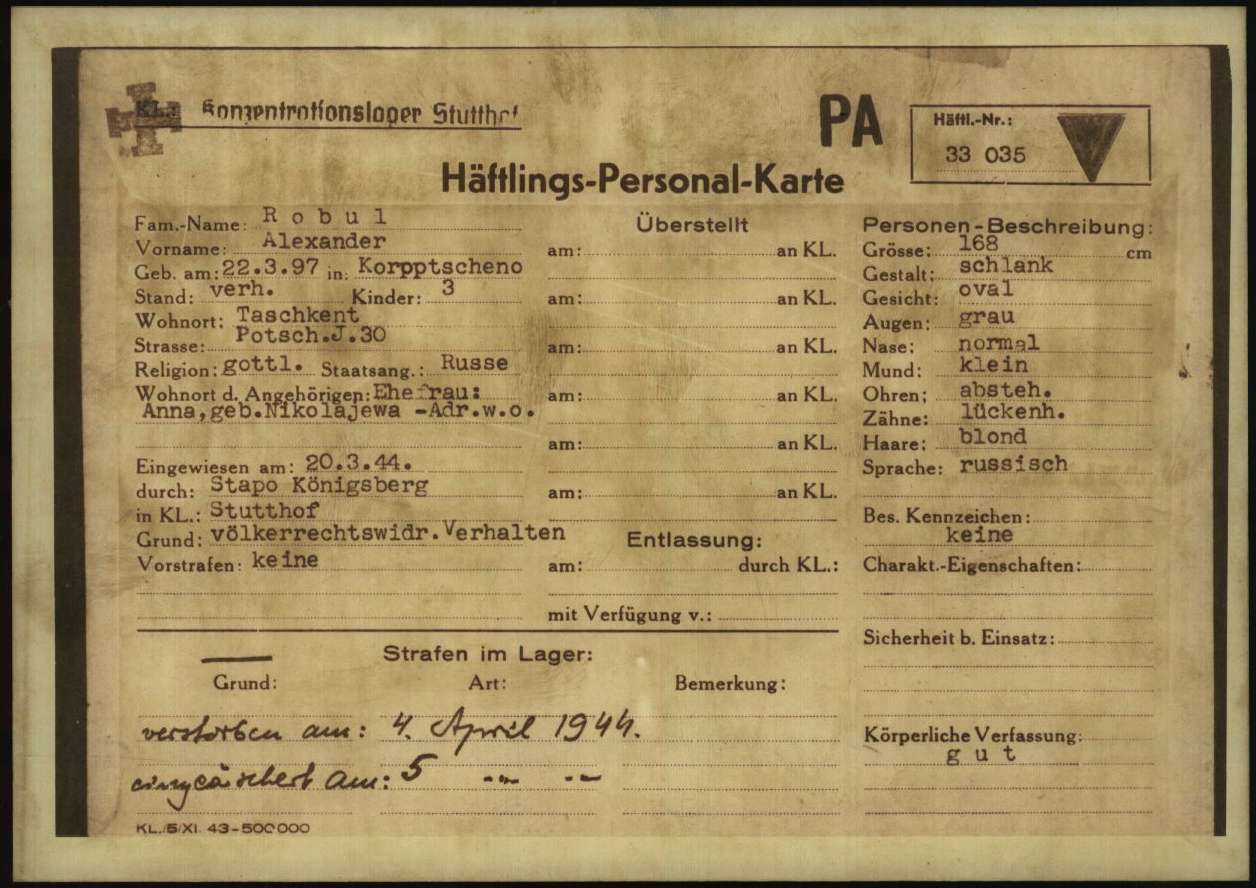 KL.: Konzentrationslager Stutthof
PA
Häftl.-Nr.:
33 035
Häftlings-Personal-Karte
Fam.-Name: Robul
Vorname: Alexander
Geb. am: 22.3.97 in: Korpptscheno
Stand: verh. Kinder: 3
Wohnort: Taschkent
Strasse: Potsch.J.30
Religion: gottl. Staatsang.: Russe
Wohnort d. Angehörigen: Ehefrau:
Anna, geb. Nikolajewa -Adr.w.o.
Eingewiesen am: 20.3.44.
durch: Stapo Königsberg
in KL.: Stutthof
Grund: völkerrechtswidr. Verhalten
Vorstrafen: keine
Überstellt
am: an KL.
am: an KL.
am: an KL.
am: an KL.
am: an KL.
am: an KL.
Entlassung:
am: durch KL.:
mit Verfügung v.:
Personen-Beschreibung:
Grösse: 168 cm
Gestalt: schlank
Gesicht: oval
Augen: grau
Nase: normal
Mund: klein
Ohren: absteh.
Zähne: lückenh.
Haare: blond
Sprache: russisch
Bes. Kennzeichen:
keine
Charakt.-Eigenschaften:
Sicherheit b. Einsatz:
Körperliche Verfassung:
gut
Strafen im Lager:
Grund: Art: Bemerkung:
verstorben am: 4. April 1944.
eingeäschert am: 5 -"- -"-
KL./5/XI. 43-500000